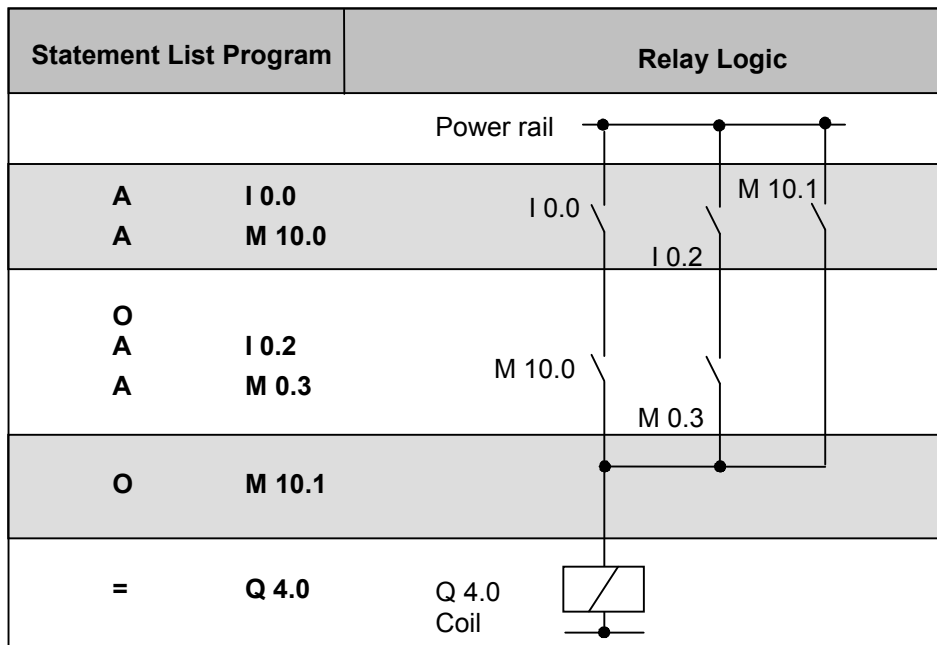 Statement List Program Relay Logic
Power rail
A I 0.0
A M 10.0
I 0.0
M 10.1
I 0.2
O
A I 0.2
A M 0.3
M 10.0
M 0.3
O M 10.1
= Q 4.0
Q 4.0
Coil